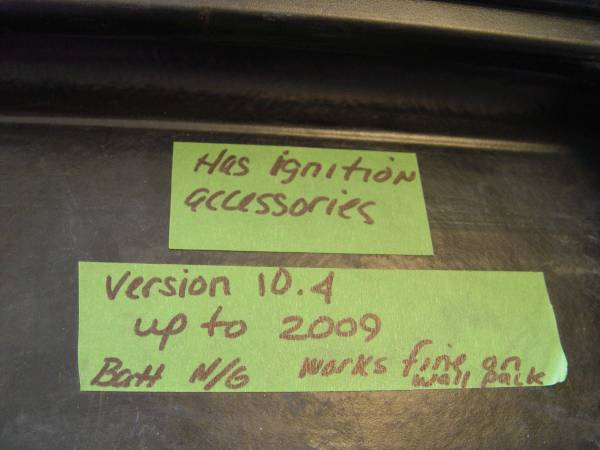 Has ignition
accessories
Version 10.4
up to 2009
Batt N/G works fine on
wall pack